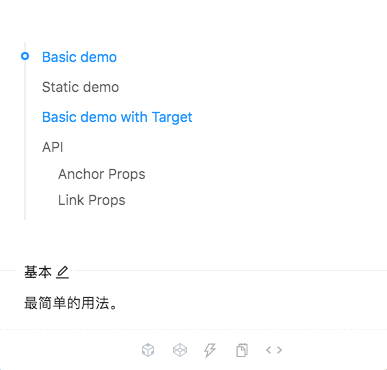 Basic demo
Static demo
Basic demo with Target
API
Anchor Props
Link Props
基本
最简单的用法。